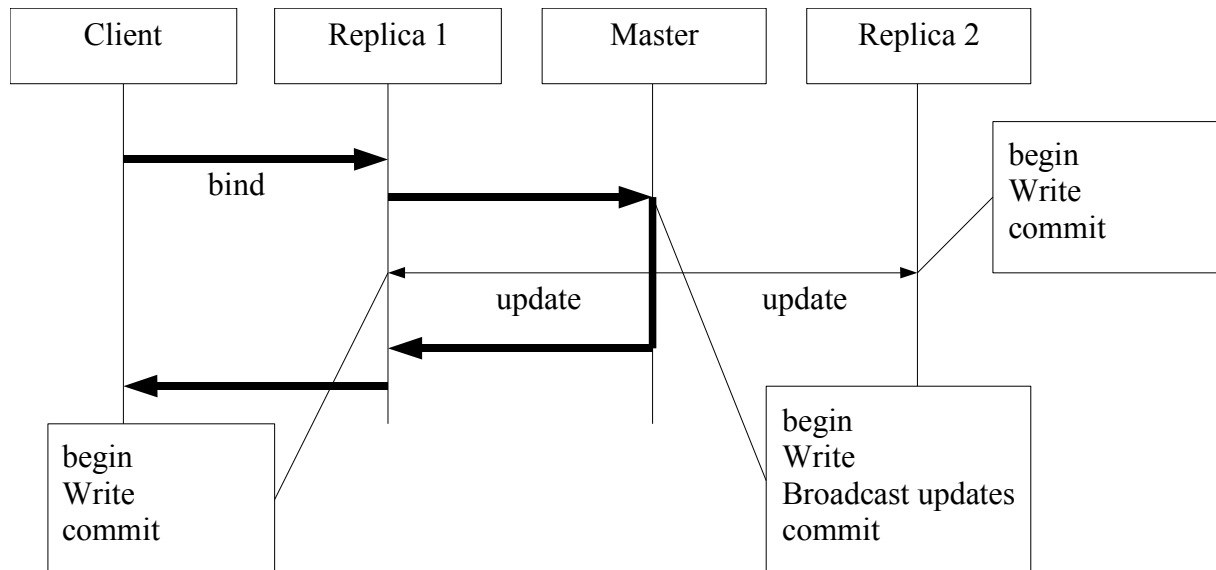 Client
Replica 1
Master
Replica 2
bind
begin
Write
commit
update
update
begin
Write
commit
begin
Write
Broadcast updates
commit